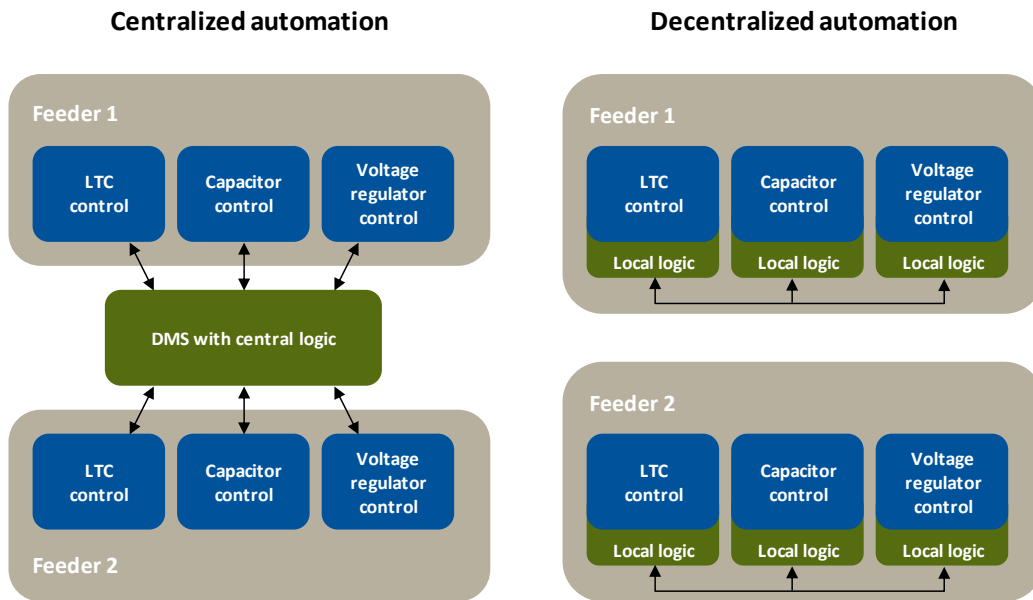 Centralized automation
Feeder 1
LTC
control
Capacitor
control
Voltage
regulator
control
DMS with central logic
LTC
control
Capacitor
control
Voltage
regulator
control
Feeder 2
Decentralized automation
Feeder 1
LTC
control
Capacitor
control
Voltage
regulator
control
Local logic
Local logic
Local logic
Feeder 2
LTC
control
Capacitor
control
Voltage
regulator
control
Local logic
Local logic
Local logic